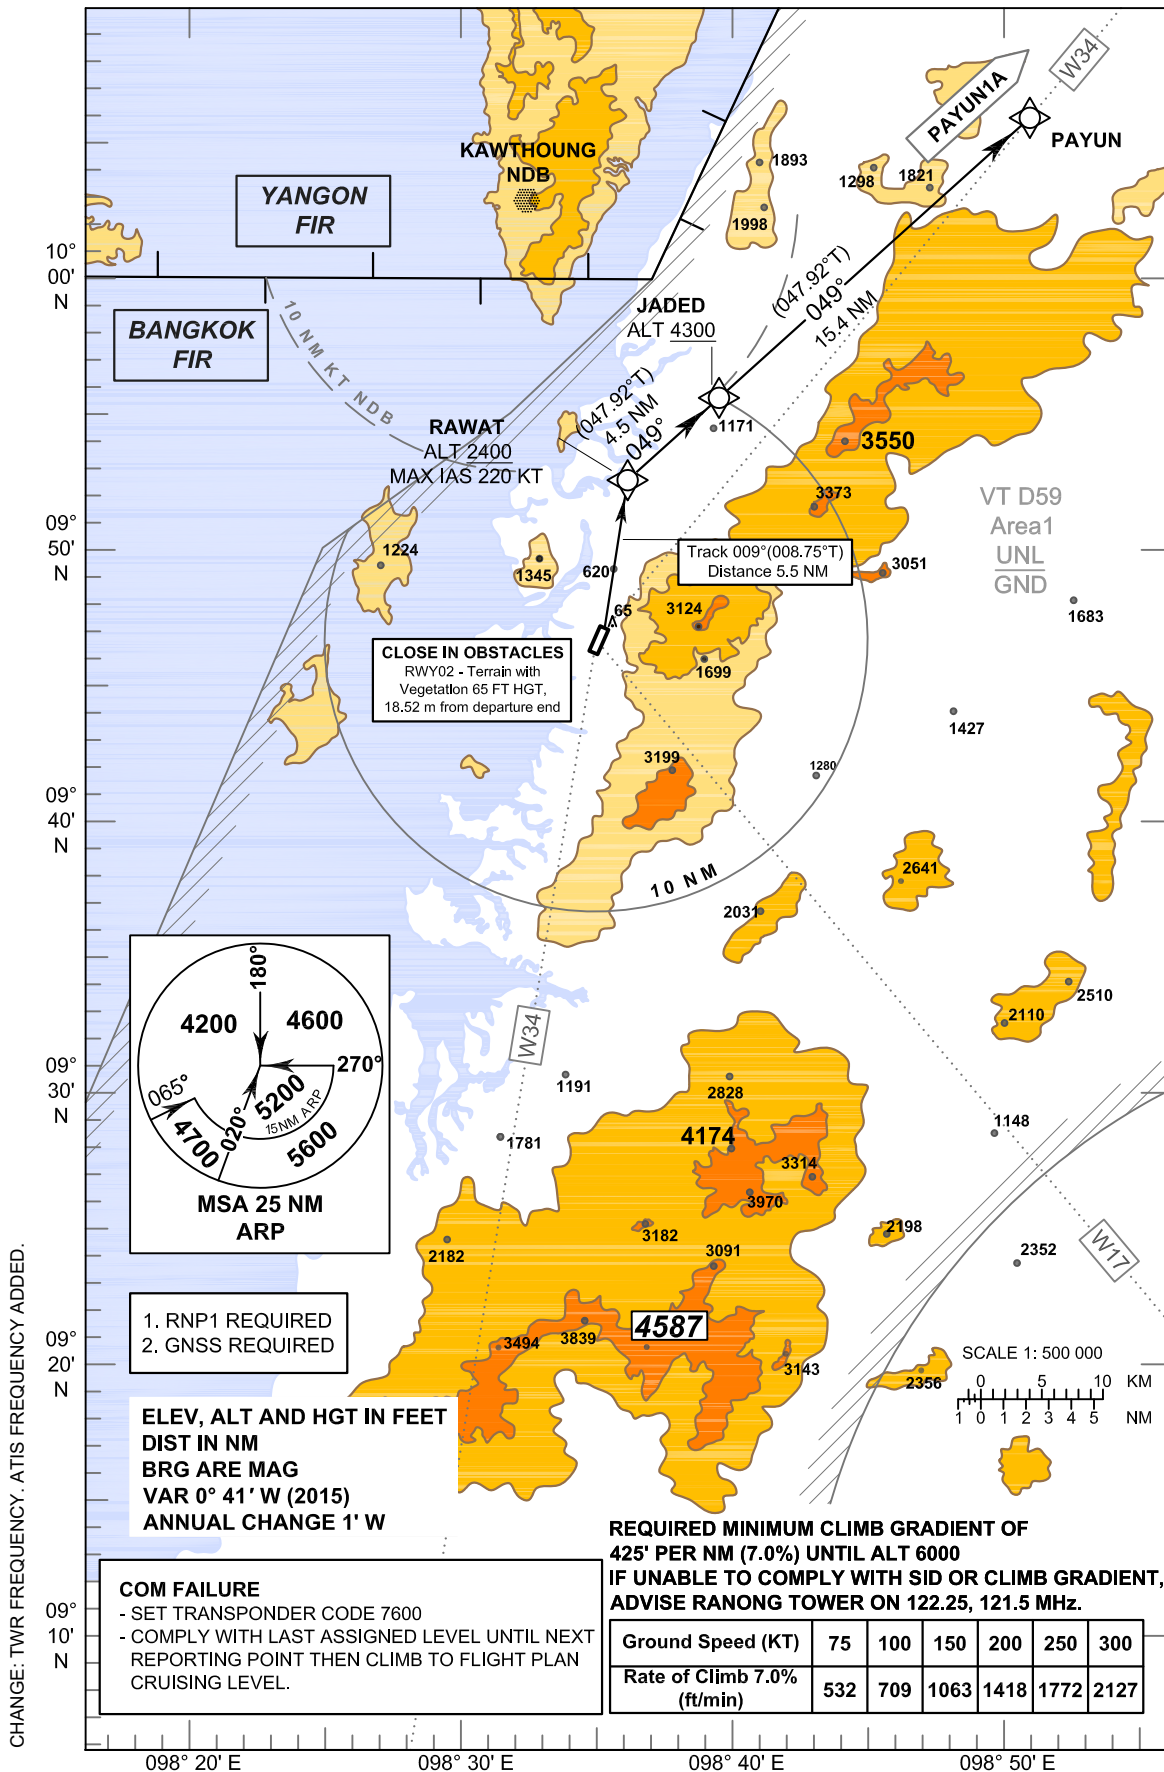 W34
PAYUN1A
PAYUN
KAWTHOUNG
NDB
1893
1298
1821
1998
YANGON
FIR
10°
00'
N
BANGKOK
FIR
10 NM KT NDB
JADED
ALT 4300
(047.92°T)
049°
15.4 NM
(047.92°T)
4.5 NM
049°
RAWAT
ALT 2400
MAX IAS 220 KT
1171
3550
3373
VT D59
Area1
UNL
GND
09°
50'
N
1224
1345
620
Track 009°(008.75°T)
Distance 5.5 NM
3051
65
3124
1683
CLOSE IN OBSTACLES
RWY02 - Terrain with
Vegetation 65 FT HGT,
18.52 m from departure end
1699
1427
3199
1280
09°
40'
N
10 NM
2641
2031
180°
4200
4600
270°
065°
5200
15NM ARP
020°
4700
5600
MSA 25 NM
ARP
2510
2110
W34
09°
30'
N
1191
2828
1781
4174
1148
3314
3970
3182
2198
2182
3091
2352
W17
1. RNP1 REQUIRED
2. GNSS REQUIRED
4587
3494
3839
3143
09°
20'
N
2356
SCALE 1: 500 000
0 5 10 KM
1 0 1 2 3 4 5 NM
ELEV, ALT AND HGT IN FEET
DIST IN NM
BRG ARE MAG
VAR 0° 41' W (2015)
ANNUAL CHANGE 1' W
REQUIRED MINIMUM CLIMB GRADIENT OF
425' PER NM (7.0%) UNTIL ALT 6000
IF UNABLE TO COMPLY WITH SID OR CLIMB GRADIENT,
ADVISE RANONG TOWER ON 122.25, 121.5 MHz.
COM FAILURE
- SET TRANSPONDER CODE 7600
- COMPLY WITH LAST ASSIGNED LEVEL UNTIL NEXT
REPORTING POINT THEN CLIMB TO FLIGHT PLAN
CRUISING LEVEL.
09°
10'
N
Ground Speed (KT) 75 100 150 200 250 300
Rate of Climb 7.0%
(ft/min) 532 709 1063 1418 1772 2127
098° 20' E 098° 30' E 098° 40' E 098° 50' E
CHANGE: TWR FREQUENCY. ATIS FREQUENCY ADDED.